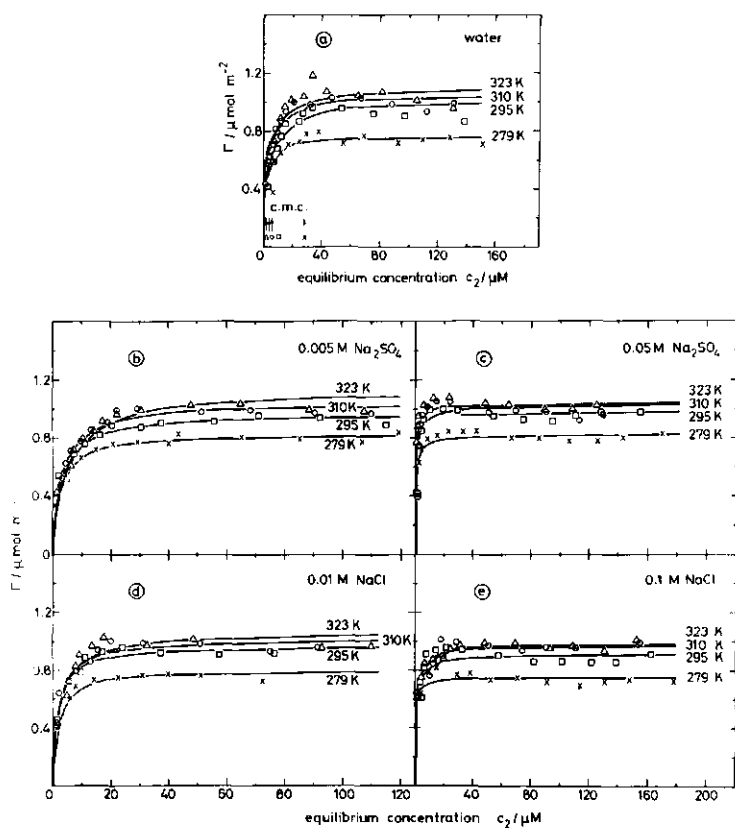 ⓐ water
Γ / μmol m⁻²
1.2
0.8
0.4
323 K
310 K
295 K
279 K
c.m.c.
0 40 80 120 160
equilibrium concentration c₂/μM
ⓑ 0.005 M Na₂SO₄
1.2
0.8
0.4
0
323 K
310 K
295 K
279 K
ⓒ 0.05 M Na₂SO₄
323 K
310 K
295 K
279 K
Γ / μmol
ⓓ 0.01 M NaCl
1.2
0.8
0.4
323 K
310 K
295 K
279 K
0 20 40 60 80 100 120
ⓔ 0.1 M NaCl
323 K
310 K
295 K
279 K
80 120 160 200
equilibrium concentration c₂/μM